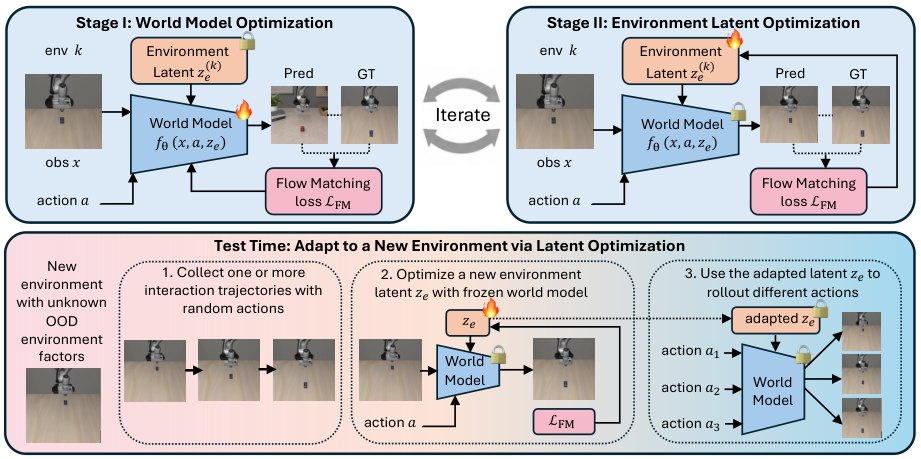 Stage I: World Model Optimization
env k
Environment
Latent z_e^(k)
Pred
GT
World Model
f_θ (x, a, z_e)
obs x
Flow Matching
loss ℒ_FM
action a
Iterate
Stage II: Environment Latent Optimization
env k
Environment
Latent z_e^(k)
Pred
GT
World Model
f_θ (x, a, z_e)
obs x
Flow Matching
loss ℒ_FM
action a
Test Time: Adapt to a New Environment via Latent Optimization
New
environment
with unknown
OOD
environment
factors
1. Collect one or more
interaction trajectories with
random actions
2. Optimize a new environment
latent z_e with frozen world model
z_e
World
Model
action a
ℒ_FM
3. Use the adapted latent z_e to
rollout different actions
adapted z_e
action a_1
action a_2
action a_3
World
Model